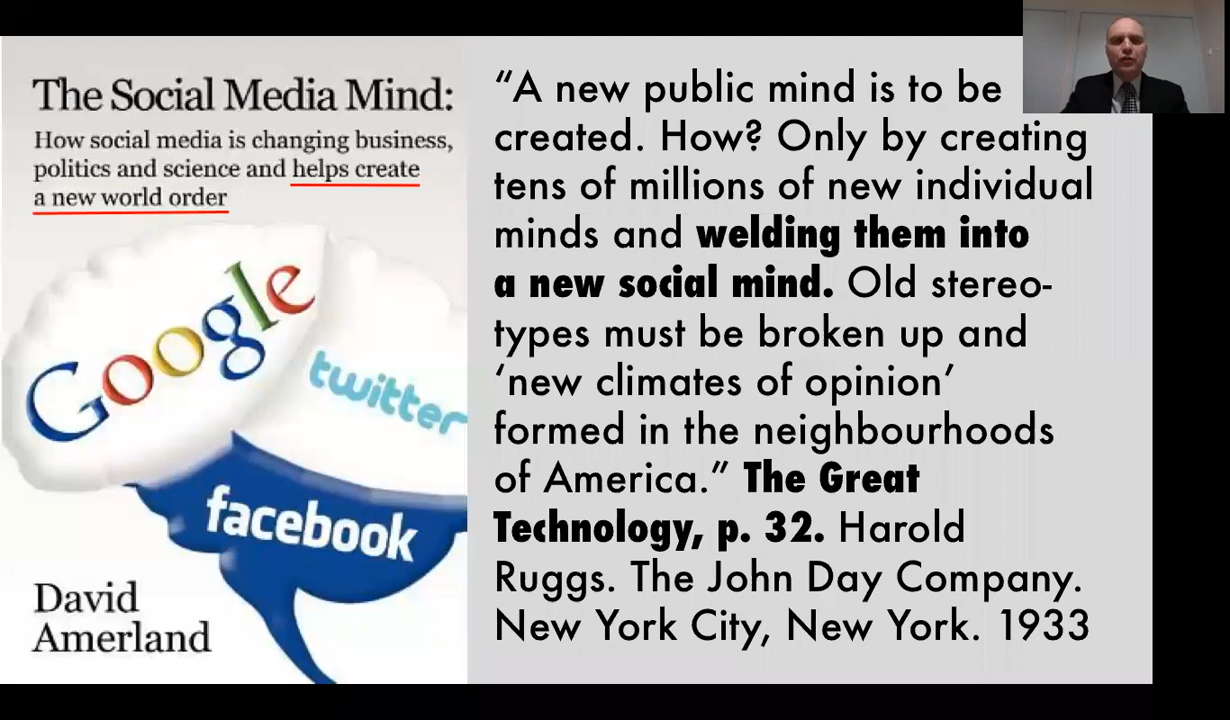 The Social Media Mind:
How social media is changing business,
politics and science and helps create
a new world order
Google
twitter
facebook
David
Amerland
“A new public mind is to be
created. How? Only by creating
tens of millions of new individual
minds and welding them into
a new social mind. Old stereo-
types must be broken up and
‘new climates of opinion’
formed in the neighbourhoods
of America.” The Great
Technology, p. 32. Harold
Ruggs. The John Day Company.
New York City, New York. 1933